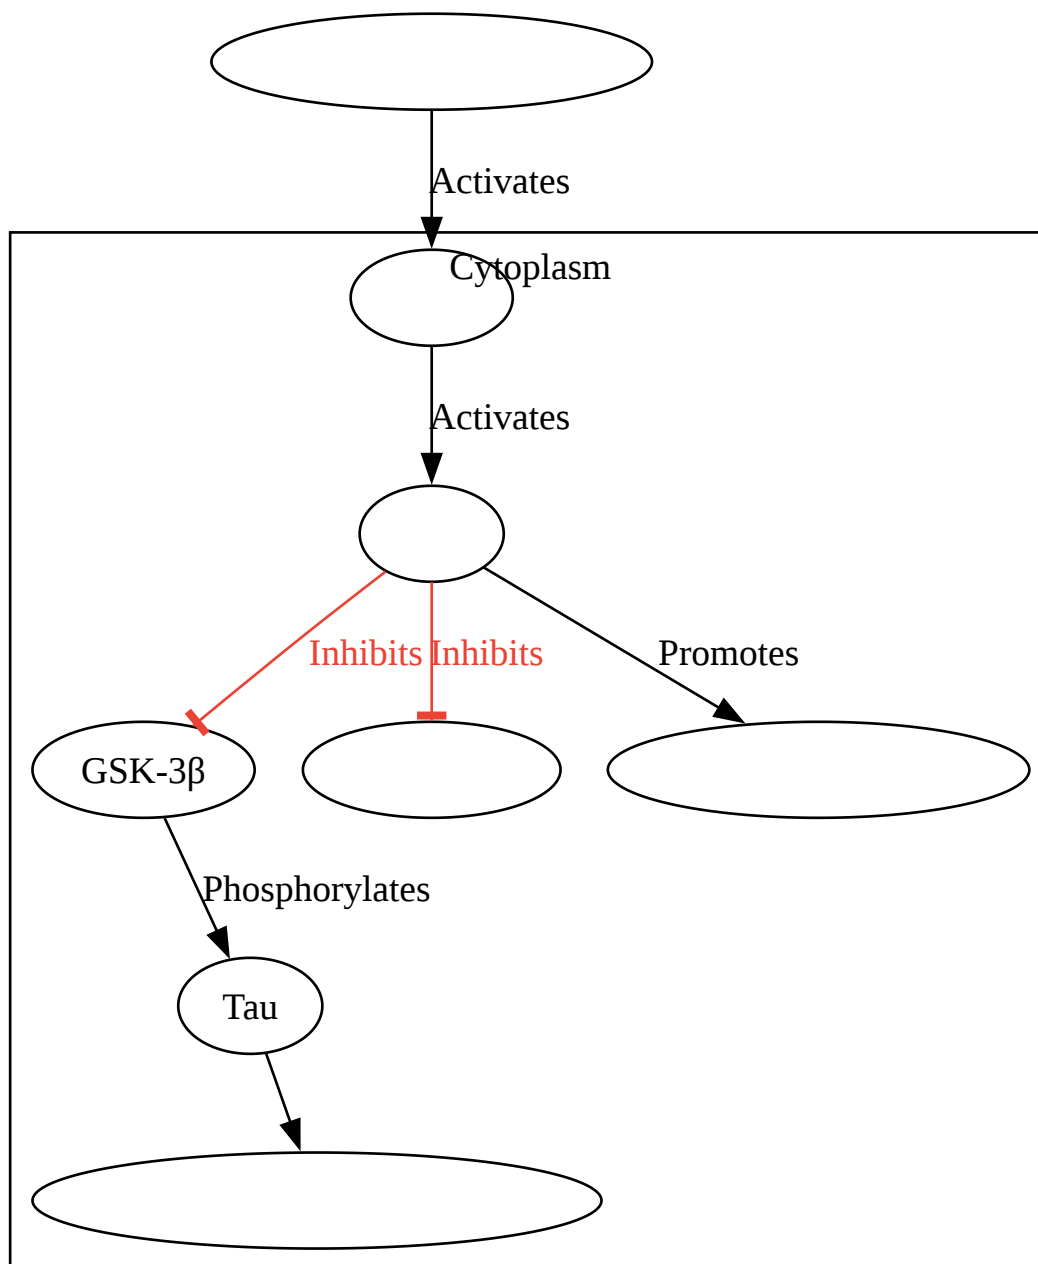 Activates
Cytoplasm
Activates
Inhibits
Inhibits
Promotes
GSK-3β
Phosphorylates
Tau